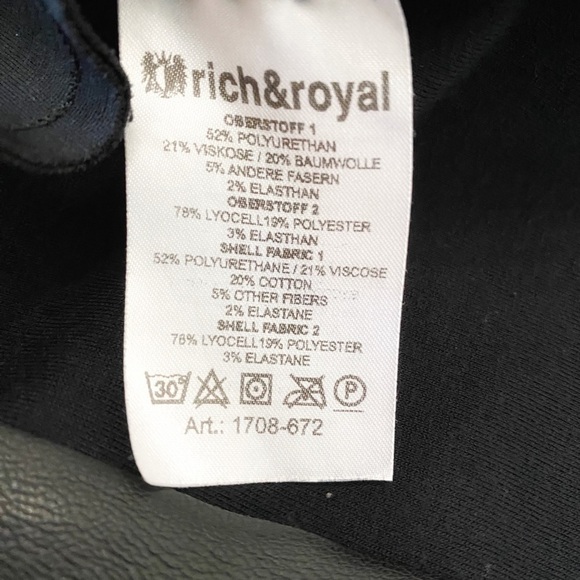 rich&royal
OBERSTOFF 1
52% POLYURETHAN
21% VISKOSE / 20% BAUMWOLLE
5% ANDERE FASERN
2% ELASTHAN
OBERSTOFF 2
78% LYOCELL19% POLYESTER
3% ELASTHAN
SHELL FABRIC 1
52% POLYURETHANE / 21% VISCOSE
20% COTTON
5% OTHER FIBERS
2% ELASTANE
SHELL FABRIC 2
78% LYOCELL19% POLYESTER
3% ELASTANE
30° P
Art.: 1708-672